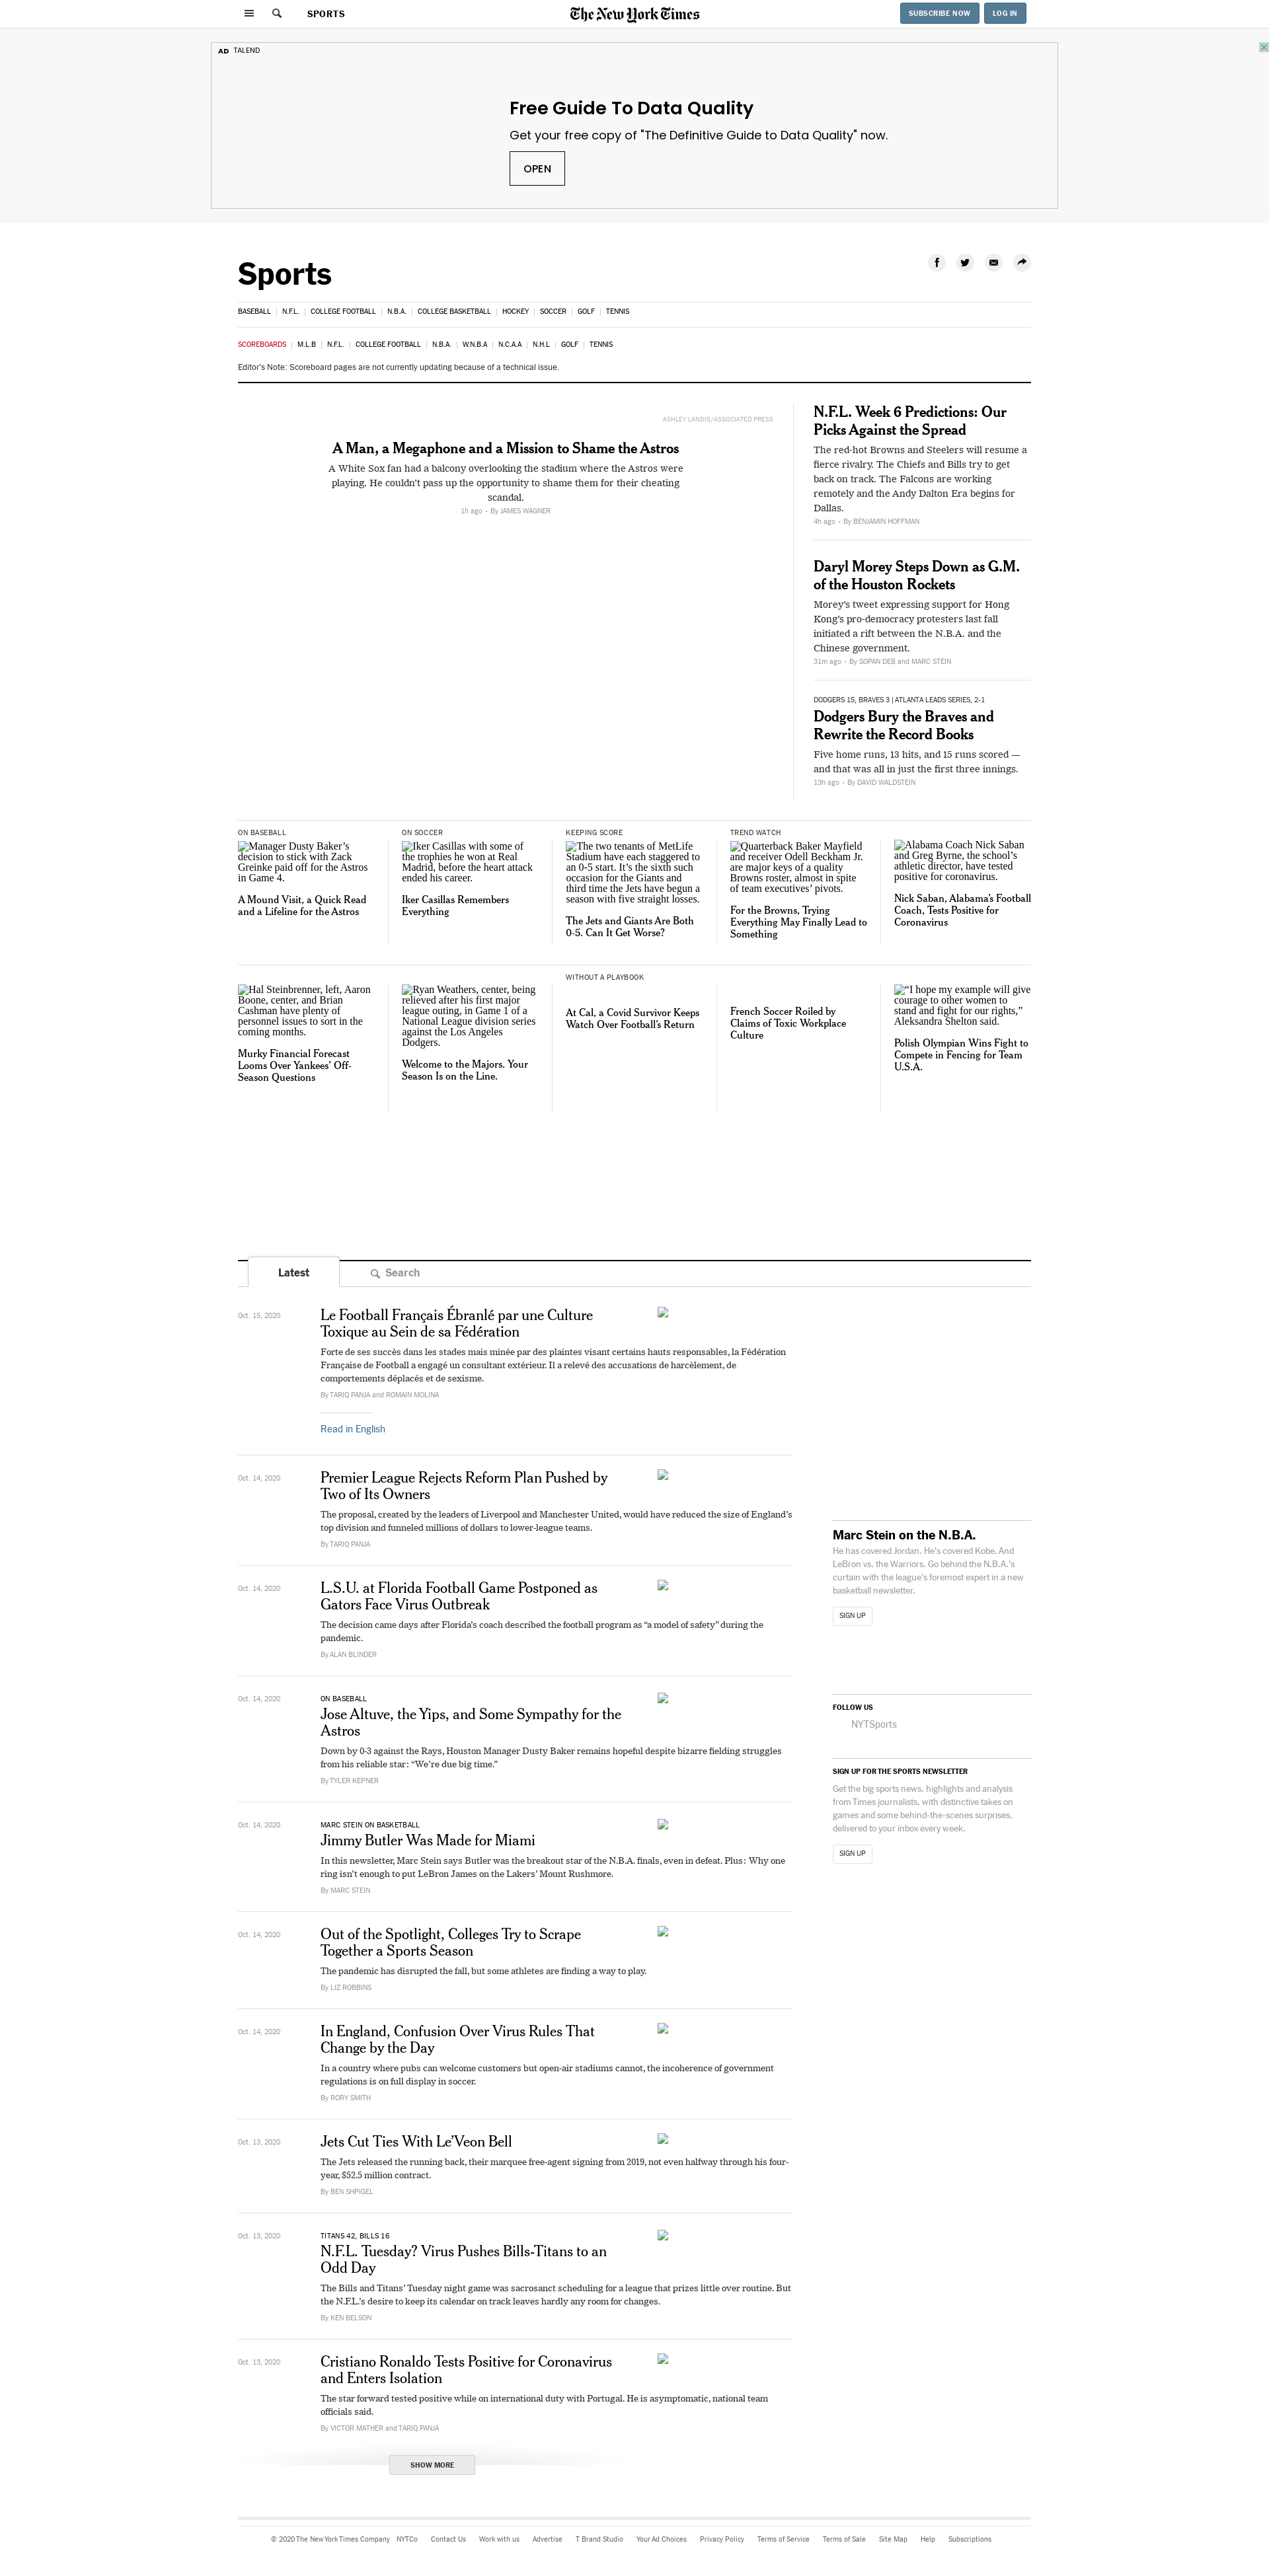 SPORTS
The New York Times
SUBSCRIBE NOW
LOG IN
AD TALEND
Free Guide To Data Quality
Get your free copy of "The Definitive Guide to Data Quality" now.
OPEN
Sports
BASEBALL | N.F.L. | COLLEGE FOOTBALL | N.B.A. | COLLEGE BASKETBALL | HOCKEY | SOCCER | GOLF | TENNIS
SCOREBOARDS | M.L.B | N.F.L. | COLLEGE FOOTBALL | N.B.A. | W.N.B.A | N.C.A.A | N.H.L | GOLF | TENNIS
Editor's Note: Scoreboard pages are not currently updating because of a technical issue.
ASHLEY LANDIS/ASSOCIATED PRESS
A Man, a Megaphone and a Mission to Shame the Astros
A White Sox fan had a balcony overlooking the stadium where the Astros were
playing. He couldn't pass up the opportunity to shame them for their cheating
scandal.
1h ago · By JAMES WAGNER
N.F.L. Week 6 Predictions: Our
Picks Against the Spread
The red-hot Browns and Steelers will resume a
fierce rivalry. The Chiefs and Bills try to get
back on track. The Falcons are working
remotely and the Andy Dalton Era begins for
Dallas.
4h ago · By BENJAMIN HOFFMAN
Daryl Morey Steps Down as G.M.
of the Houston Rockets
Morey's tweet expressing support for Hong
Kong's pro-democracy protesters last fall
initiated a rift between the N.B.A. and the
Chinese government.
31m ago · By SOPAN DEB and MARC STEIN
DODGERS 15, BRAVES 3 | ATLANTA LEADS SERIES, 2-1
Dodgers Bury the Braves and
Rewrite the Record Books
Five home runs, 13 hits, and 15 runs scored —
and that was all in just the first three innings.
13h ago · By DAVID WALDSTEIN
ON BASEBALL
Manager Dusty Baker's
decision to stick with Zack
Greinke paid off for the Astros
in Game 4.
A Mound Visit, a Quick Read
and a Lifeline for the Astros
ON SOCCER
Iker Casillas with some of
the trophies he won at Real
Madrid, before the heart attack
ended his career.
Iker Casillas Remembers
Everything
KEEPING SCORE
The two tenants of MetLife
Stadium have each staggered to
an 0-5 start. It's the sixth such
occasion for the Giants and
third time the Jets have begun a
season with five straight losses.
The Jets and Giants Are Both
0-5. Can It Get Worse?
TREND WATCH
Quarterback Baker Mayfield
and receiver Odell Beckham Jr.
are major keys of a quality
Browns roster, almost in spite
of team executives' pivots.
For the Browns, Trying
Everything May Finally Lead to
Something
Alabama Coach Nick Saban
and Greg Byrne, the school's
athletic director, have tested
positive for coronavirus.
Nick Saban, Alabama's Football
Coach, Tests Positive for
Coronavirus
Hal Steinbrenner, left, Aaron
Boone, center, and Brian
Cashman have plenty of
personnel issues to sort in the
coming months.
Murky Financial Forecast
Looms Over Yankees' Off-
Season Questions
Ryan Weathers, center, being
relieved after his first major
league outing, in Game 1 of a
National League division series
against the Los Angeles
Dodgers.
Welcome to the Majors. Your
Season Is on the Line.
WITHOUT A PLAYBOOK
At Cal, a Covid Survivor Keeps
Watch Over Football's Return
French Soccer Roiled by
Claims of Toxic Workplace
Culture
"I hope my example will give
courage to other women to
stand and fight for our rights,"
Aleksandra Shelton said.
Polish Olympian Wins Fight to
Compete in Fencing for Team
U.S.A.
Latest
Search
Oct. 15, 2020
Le Football Français Ébranlé par une Culture
Toxique au Sein de sa Fédération
Forte de ses succès dans les stades mais minée par des plaintes visant certains hauts responsables, la Fédération
Française de Football a engagé un consultant extérieur. Il a relevé des accusations de harcèlement, de
comportements déplacés et de sexisme.
By TARIQ PANJA and ROMAIN MOLINA
Read in English
Oct. 14, 2020
Premier League Rejects Reform Plan Pushed by
Two of Its Owners
The proposal, created by the leaders of Liverpool and Manchester United, would have reduced the size of England's
top division and funneled millions of dollars to lower-league teams.
By TARIQ PANJA
Oct. 14, 2020
L.S.U. at Florida Football Game Postponed as
Gators Face Virus Outbreak
The decision came days after Florida's coach described the football program as "a model of safety" during the
pandemic.
By ALAN BLINDER
Oct. 14, 2020
ON BASEBALL
Jose Altuve, the Yips, and Some Sympathy for the
Astros
Down by 0-3 against the Rays, Houston Manager Dusty Baker remains hopeful despite bizarre fielding struggles
from his reliable star: "We're due big time."
By TYLER KEPNER
Oct. 14, 2020
MARC STEIN ON BASKETBALL
Jimmy Butler Was Made for Miami
In this newsletter, Marc Stein says Butler was the breakout star of the N.B.A. finals, even in defeat. Plus: Why one
ring isn't enough to put LeBron James on the Lakers' Mount Rushmore.
By MARC STEIN
Oct. 14, 2020
Out of the Spotlight, Colleges Try to Scrape
Together a Sports Season
The pandemic has disrupted the fall, but some athletes are finding a way to play.
By LIZ ROBBINS
Oct. 14, 2020
In England, Confusion Over Virus Rules That
Change by the Day
In a country where pubs can welcome customers but open-air stadiums cannot, the incoherence of government
regulations is on full display in soccer.
By RORY SMITH
Oct. 13, 2020
Jets Cut Ties With Le'Veon Bell
The Jets released the running back, their marquee free-agent signing from 2019, not even halfway through his four-
year, $52.5 million contract.
By BEN SHPIGEL
Oct. 13, 2020
TITANS 42, BILLS 16
N.F.L. Tuesday? Virus Pushes Bills-Titans to an
Odd Day
The Bills and Titans' Tuesday night game was sacrosanct scheduling for a league that prizes little over routine. But
the N.F.L.'s desire to keep its calendar on track leaves hardly any room for changes.
By KEN BELSON
Oct. 13, 2020
Cristiano Ronaldo Tests Positive for Coronavirus
and Enters Isolation
The star forward tested positive while on international duty with Portugal. He is asymptomatic, national team
officials said.
By VICTOR MATHER and TARIQ PANJA
SHOW MORE
Marc Stein on the N.B.A.
He has covered Jordan. He's covered Kobe. And
LeBron vs. the Warriors. Go behind the N.B.A.'s
curtain with the league's foremost expert in a new
basketball newsletter.
SIGN UP
FOLLOW US
NYTSports
SIGN UP FOR THE SPORTS NEWSLETTER
Get the big sports news, highlights and analysis
from Times journalists, with distinctive takes on
games and some behind-the-scenes surprises,
delivered to your inbox every week.
SIGN UP
© 2020 The New York Times Company NYTCo Contact Us Work with us Advertise T Brand Studio Your Ad Choices Privacy Policy Terms of Service Terms of Sale Site Map Help Subscriptions